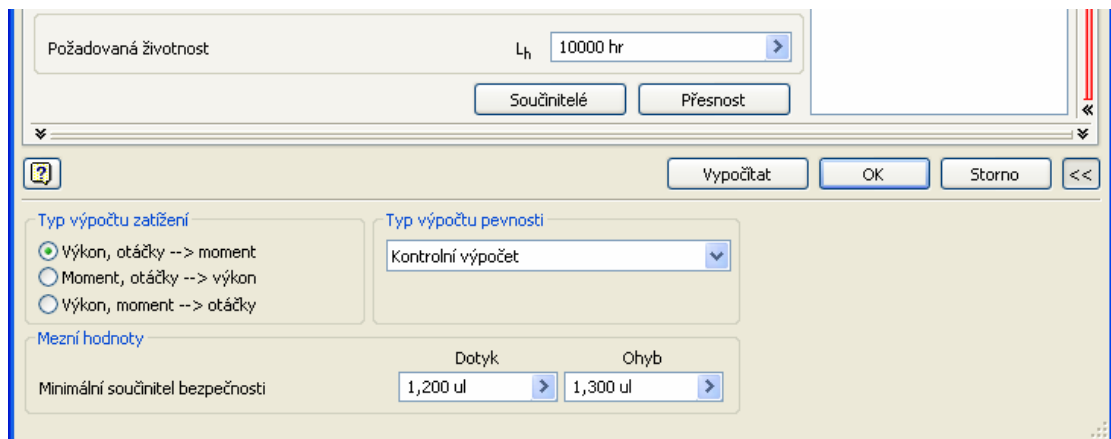 Požadovaná životnost Lh 10000 hr
Součinitelé Přesnost
Vypočítat OK Storno <<
Typ výpočtu zatížení Typ výpočtu pevnosti
Výkon, otáčky --> moment Kontrolní výpočet
Moment, otáčky --> výkon
Výkon, moment --> otáčky
Mezní hodnoty
Dotyk Ohyb
Minimální součinitel bezpečnosti 1,200 ul 1,300 ul